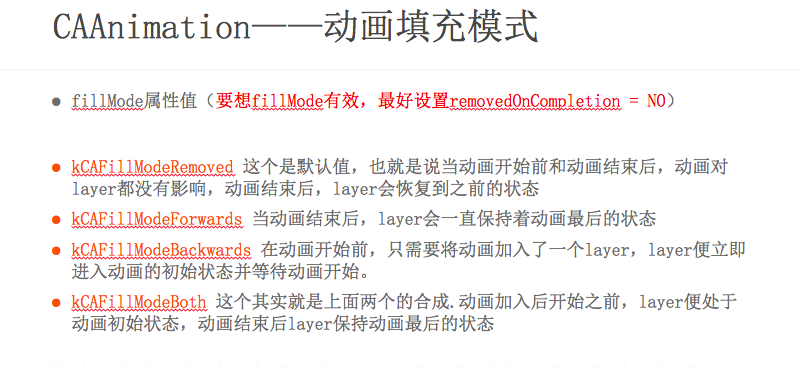 CAAnimation——动画填充模式
● fillMode属性值（要想fillMode有效，最好设置removedOnCompletion = NO）
● kCAFillModeRemoved 这个是默认值，也就是说当动画开始前和动画结束后，动画对
layer都没有影响，动画结束后，layer会恢复到之前的状态
● kCAFillModeForwards 当动画结束后，layer会一直保持着动画最后的状态
● kCAFillModeBackwards 在动画开始前，只需要将动画加入了一个layer，layer便立即
进入动画的初始状态并等待动画开始。
● kCAFillModeBoth 这个其实就是上面两个的合成.动画加入后开始之前，layer便处于
动画初始状态，动画结束后layer保持动画最后的状态